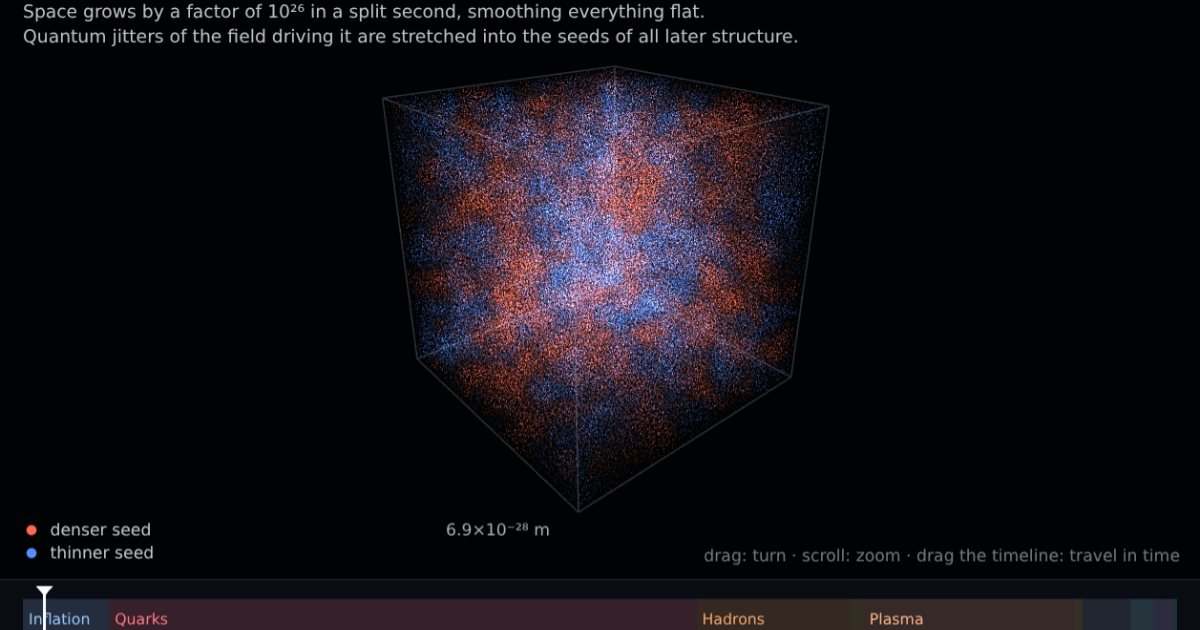 Space grows by a factor of 10²⁶ in a split second, smoothing everything flat.
Quantum jitters of the field driving it are stretched into the seeds of all later structure.
denser seed
thinner seed
6.9×10⁻²⁸ m
drag: turn · scroll: zoom · drag the timeline: travel in time
Inflation
Quarks
Hadrons
Plasma